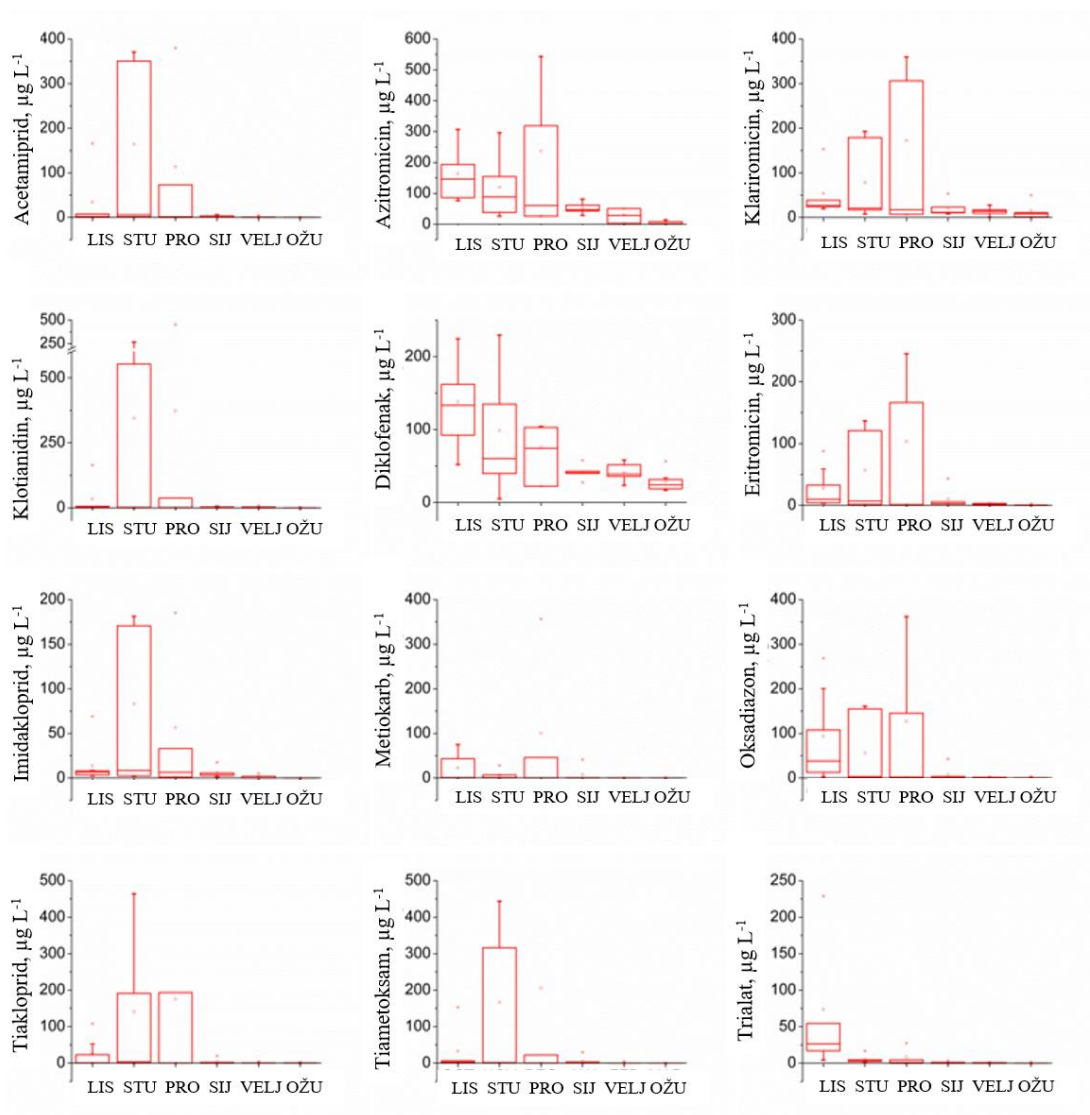 Acetamiprid, µg L-1
400
300
200
100
0
LIS STU PRO SIJ VELJ OŽU
Azitromicin, µg L-1
600
500
400
300
200
100
0
LIS STU PRO SIJ VELJ OŽU
Klariromicin, µg L-1
400
300
200
100
0
LIS STU PRO SIJ VELJ OŽU
Klotianidin, µg L-1
500
250
500
250
0
LIS STU PRO SIJ VELJ OŽU
Diklofenak, µg L-1
200
100
0
LIS STU PRO SIJ VELJ OŽU
Eritromicin, µg L-1
300
200
100
0
LIS STU PRO SIJ VELJ OŽU
Imidakloprid, µg L-1
200
150
100
50
0
LIS STU PRO SIJ VELJ OŽU
Metiokarb, µg L-1
400
300
200
100
0
LIS STU PRO SIJ VELJ OŽU
Oksadiazon, µg L-1
400
300
200
100
0
LIS STU PRO SIJ VELJ OŽU
Tiakloprid, µg L-1
500
400
300
200
100
0
LIS STU PRO SIJ VELJ OŽU
Tiametoksam, µg L-1
500
400
300
200
100
0
LIS STU PRO SIJ VELJ OŽU
Trialat, µg L-1
250
200
150
100
50
0
LIS STU PRO SIJ VELJ OŽU